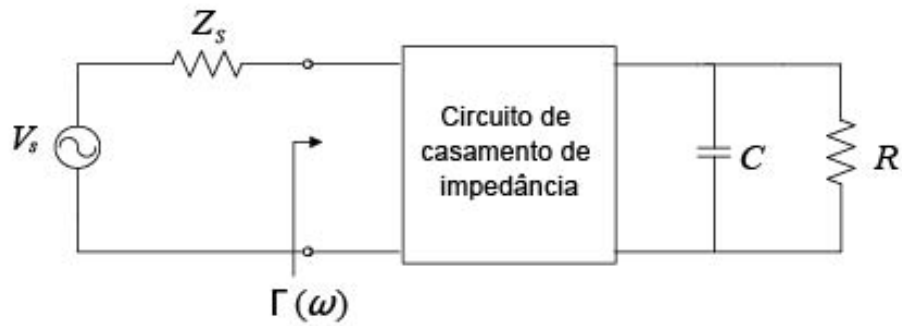 Z_s
V_s
Circuito de
casamento de
impedância
C
R
Γ(ω)